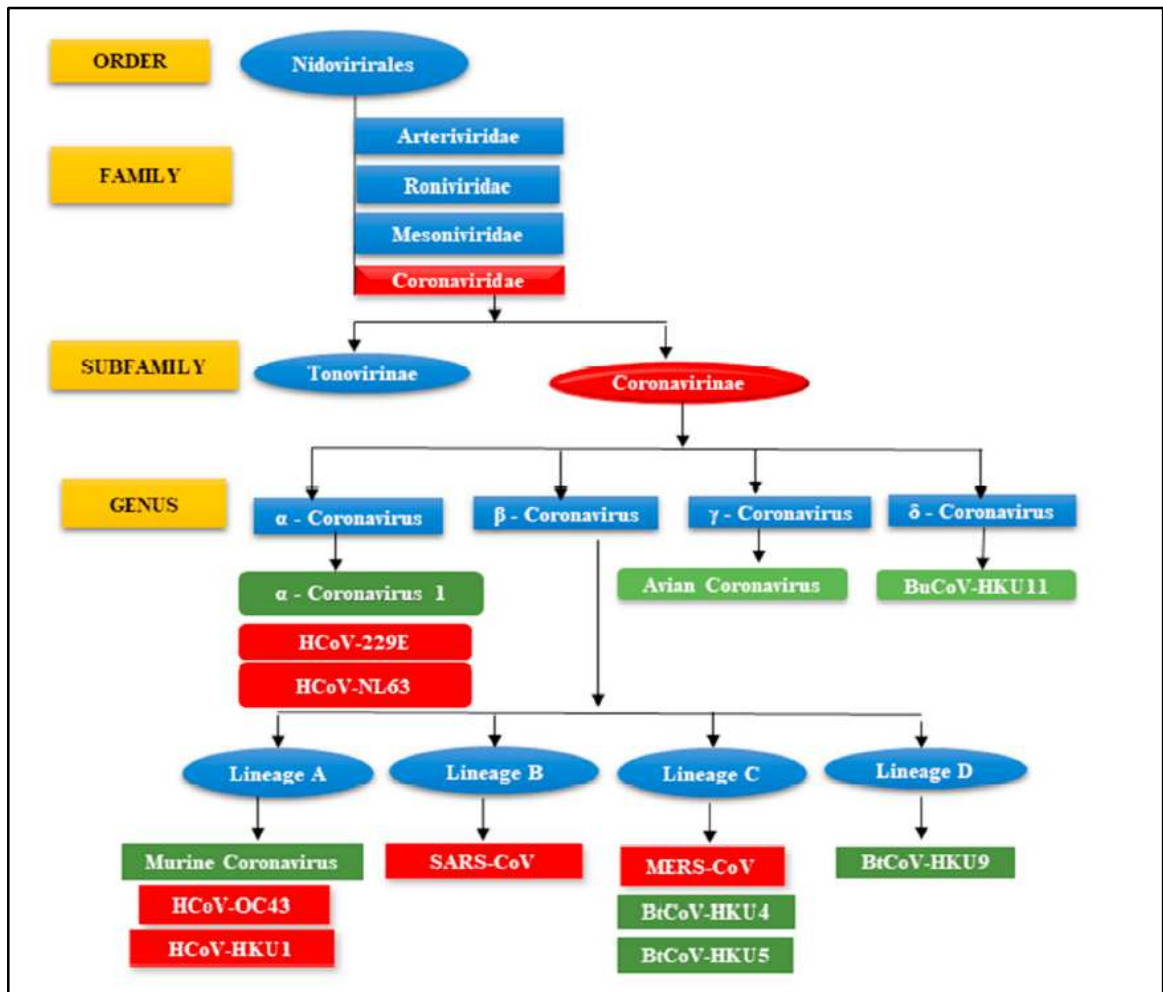 ORDER
Nidovirirales
Arteriviridae
FAMILY
Roniviridae
Mesoniviridae
Coronaviridae
SUBFAMILY
Tonovirinae
Coronavirinae
GENUS
α - Coronavirus
β - Coronavirus
γ - Coronavirus
δ - Coronavirus
α - Coronavirus 1
Avian Coronavirus
BuCoV-HKU11
HCoV-229E
HCoV-NL63
Lineage A
Lineage B
Lineage C
Lineage D
Murine Coronavirus
SARS-CoV
MERS-CoV
BtCoV-HKU9
HCoV-OC43
BtCoV-HKU4
HCoV-HKU1
BtCoV-HKU5